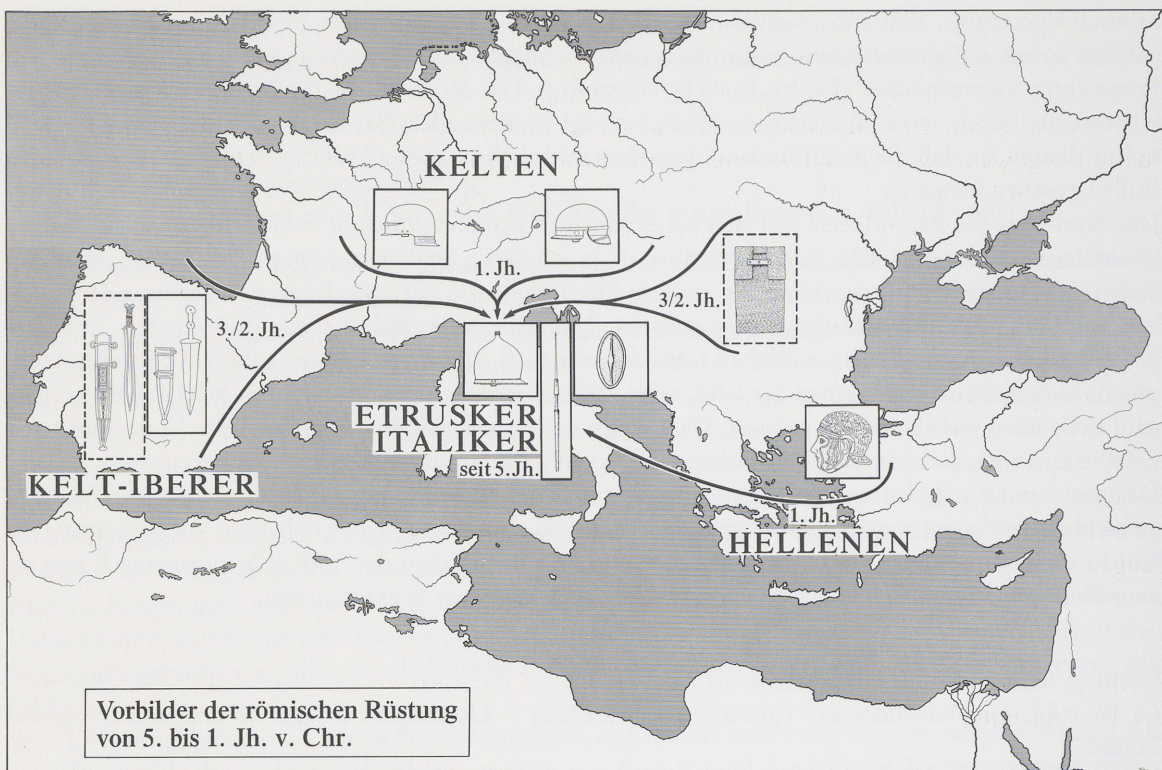 KELTEN
1. Jh.
3/2. Jh.
3./2. Jh.
ETRUSKER
ITALIKER
seit 5. Jh.
KELT-IBERER
1. Jh.
HELLENEN
Vorbilder der römischen Rüstung
von 5. bis 1. Jh. v. Chr.